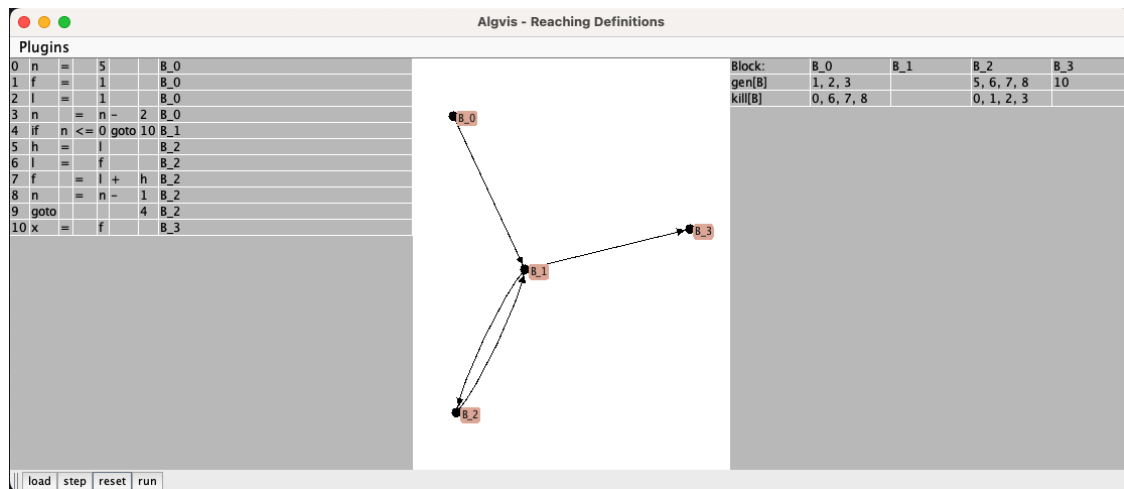 Algvis - Reaching Definitions
Plugins
0 n = 5 B_0
1 f = 1 B_0
2 l = 1 B_0
3 n = n - 2 B_0
4 if n <= 0 goto 10 B_1
5 h = l B_2
6 l = f B_2
7 f = l + h B_2
8 n = n - 1 B_2
9 goto 4 B_2
10 x = f B_3
B_0
B_3
B_1
B_2
Block: B_0 B_1 B_2 B_3
gen[B] 1, 2, 3 5, 6, 7, 8 10
kill[B] 0, 6, 7, 8 0, 1, 2, 3
load step reset run